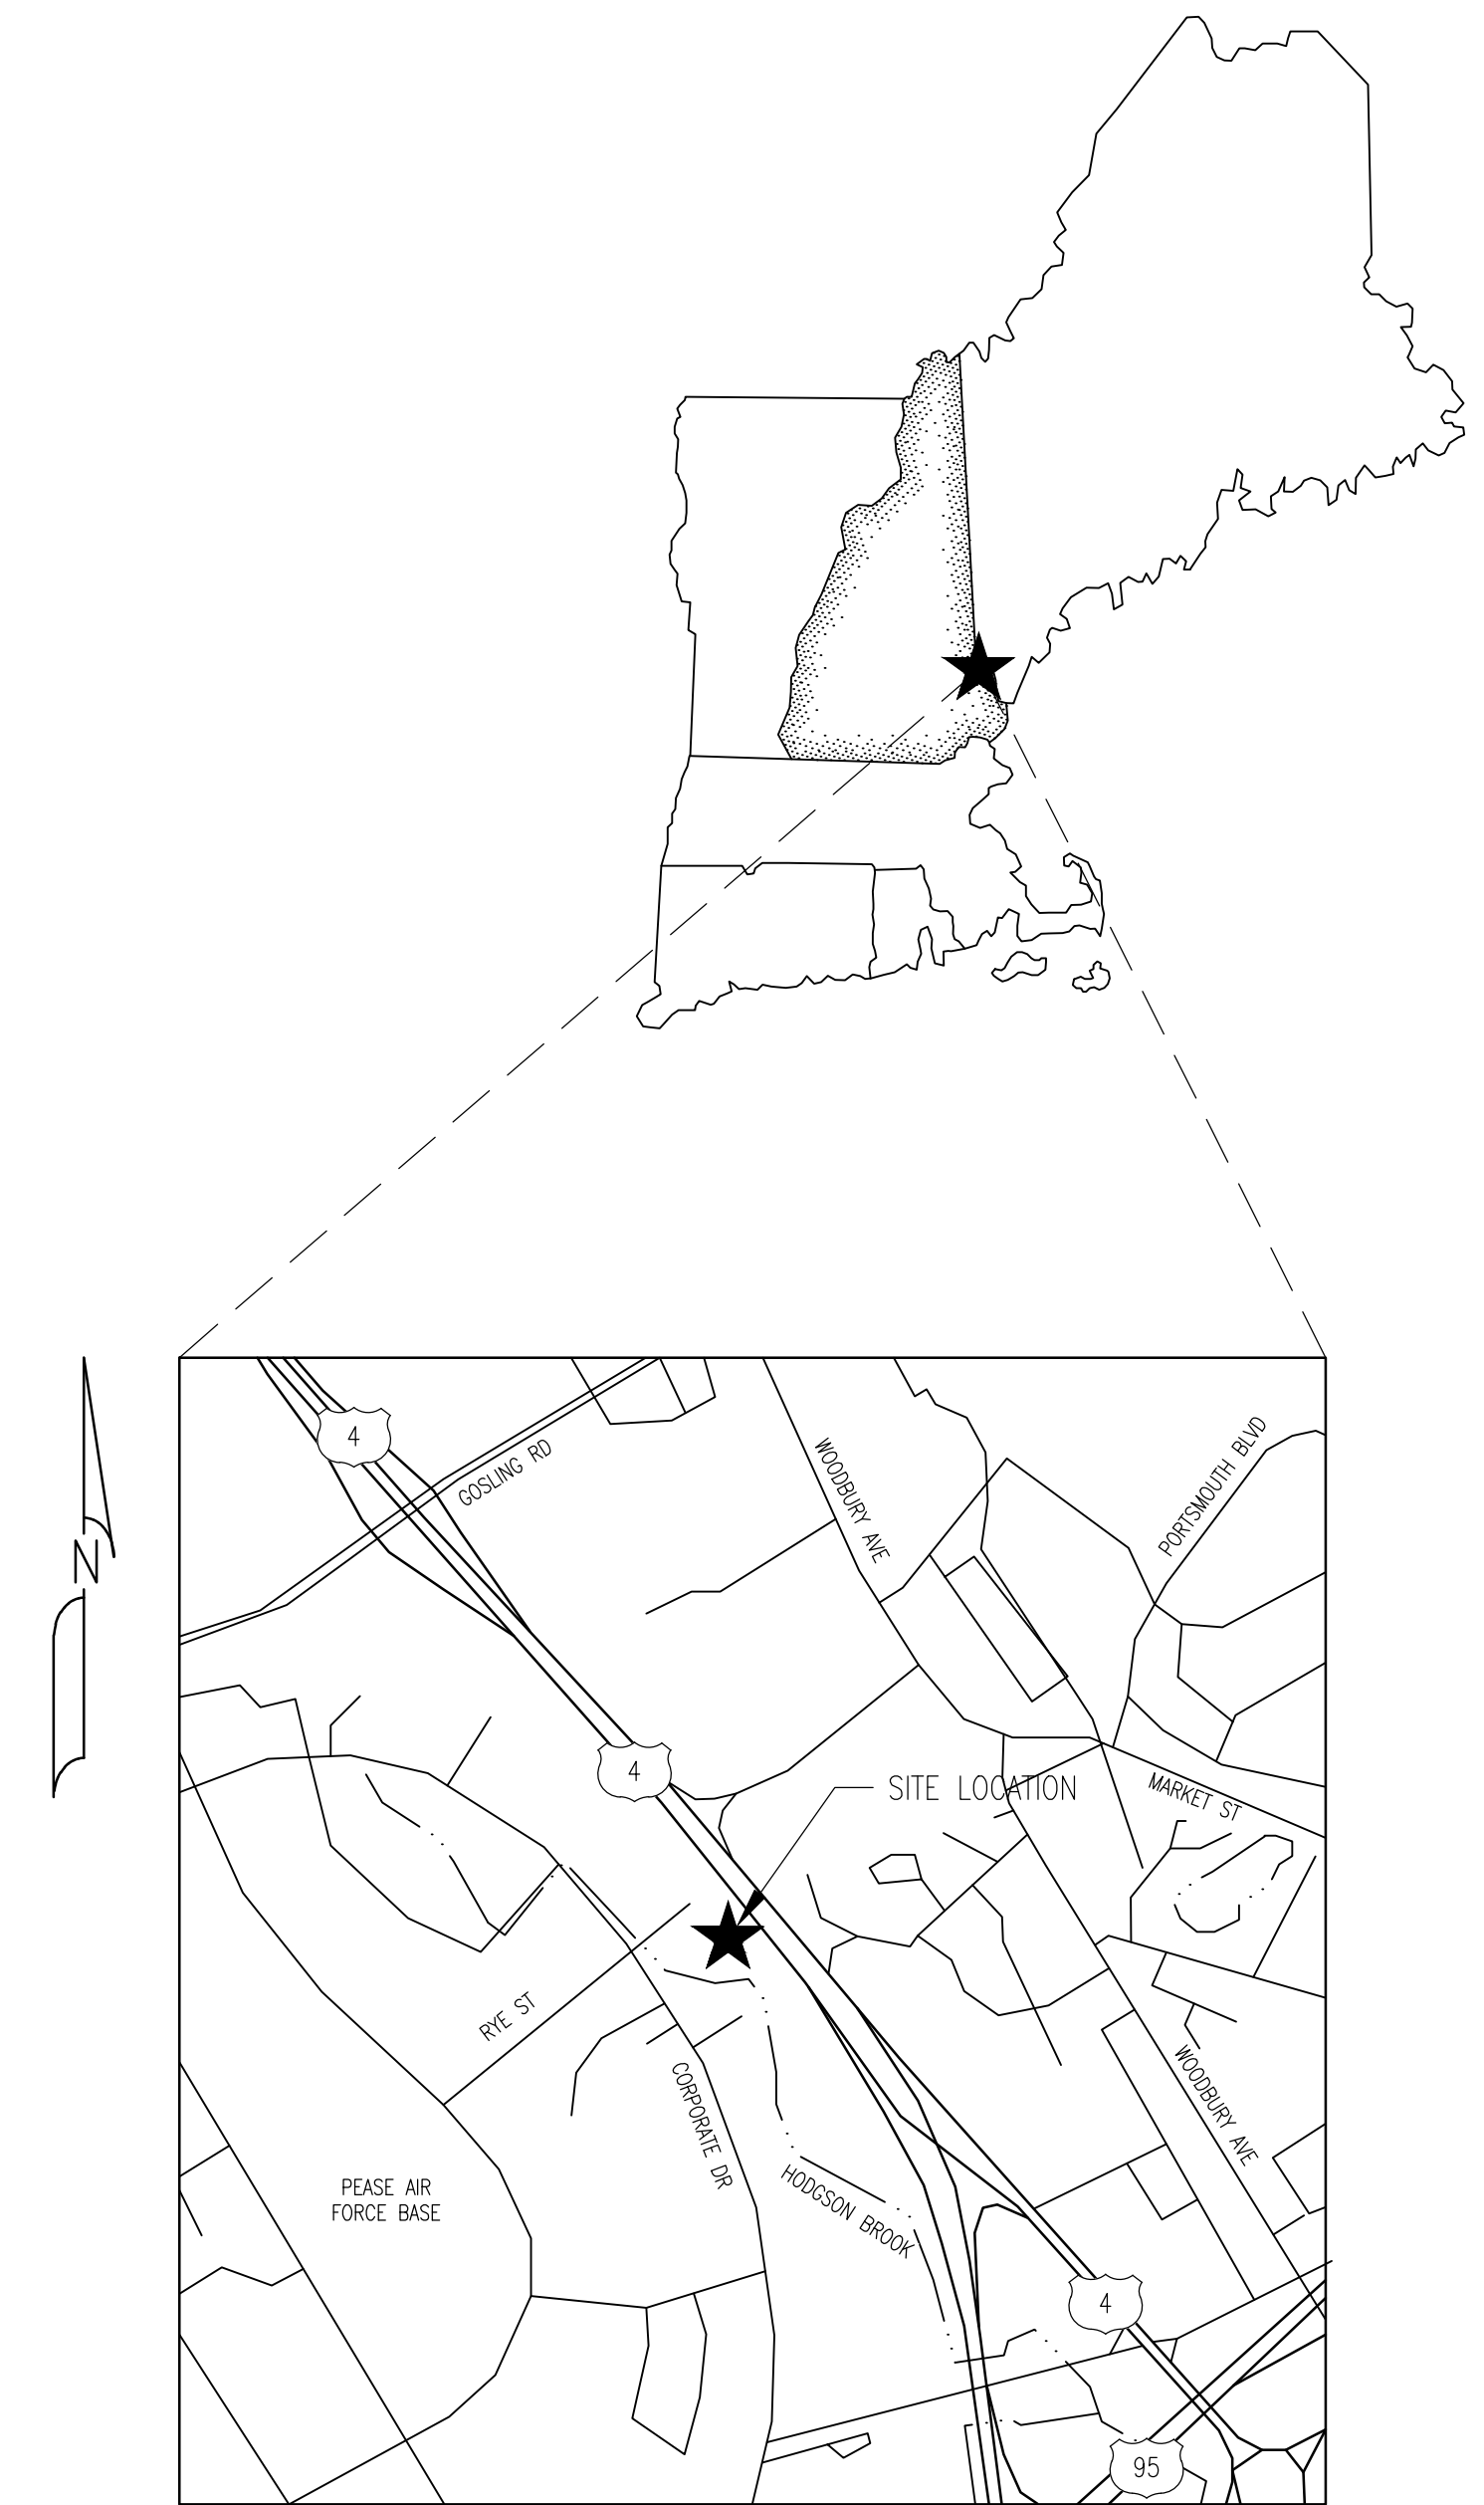 4
GOSLING RD
WOODBURY AVE
PORTSMOUTH BLVD
N
4
SITE LOCATION
MARKET ST
RYE ST
CORPORATE DR
WOODBURY AVE
PEASE AIR
FORCE BASE
HODGSON BROOK
4
95